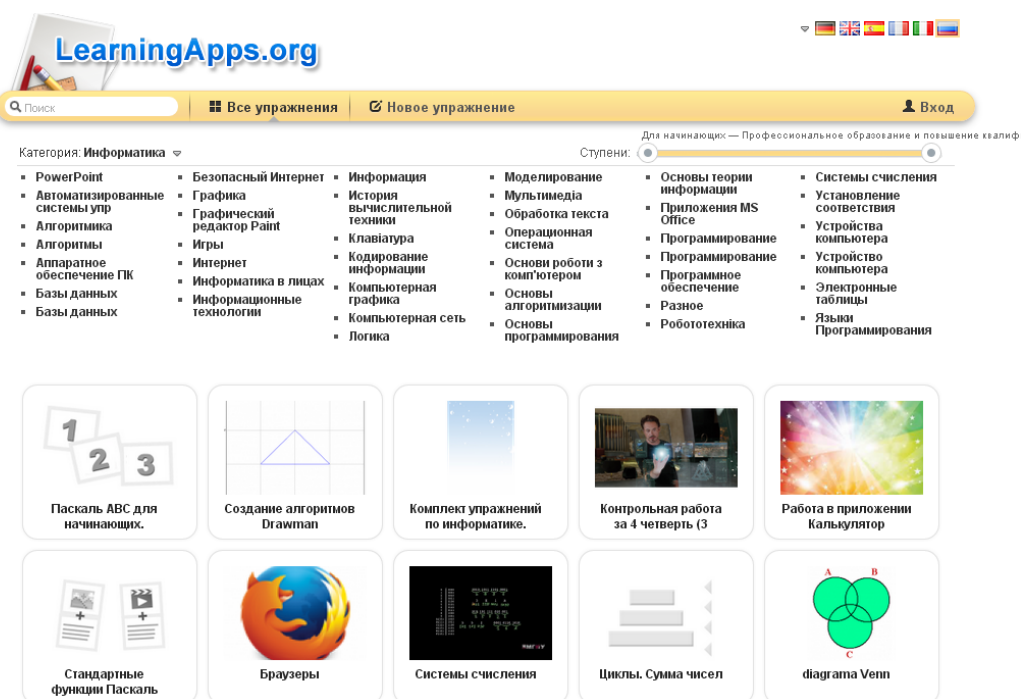 LearningApps.org
Поиск
Все упражнения
Новое упражнение
Вход
Для начинающих — Профессиональное образование и повышение квалиф
Категория: Информатика
Ступени:
PowerPoint
Автоматизированные
системы упр
Алгоритмика
Алгоритмы
Аппаратное
обеспечение ПК
Базы данных
Базы данных
Безопасный Интернет
Графика
Графический
редактор Paint
Игры
Интернет
Информатика в лицах
Информационные
технологии
Информация
История
вычислительной
техники
Клавіатура
Кодирование
информации
Компьютерная
графика
Компьютерная сеть
Логика
Моделирование
Мультимедіа
Обработка текста
Операционная
система
Основи роботи з
комп'ютером
Основы
алгоритмизации
Основы
программирования
Основы теории
информации
Приложения MS
Office
Программирование
Программирование
Программное
обеспечение
Разное
Робототехніка
Системы счисления
Установление
соответствия
Устройства
компьютера
Устройство
компьютера
Электронные
таблицы
Языки
Программирования
1
2
3
Паскаль АВС для
начинающих.
Создание алгоритмов
Drawman
Комплект упражнений
по информатике.
Контрольная работа
за 4 четверть (3
Работа в приложении
Калькулятор
Стандартные
функции Паскаль
Браузеры
Системы счисления
Циклы. Сумма чисел
A B
C
diagrama Venn